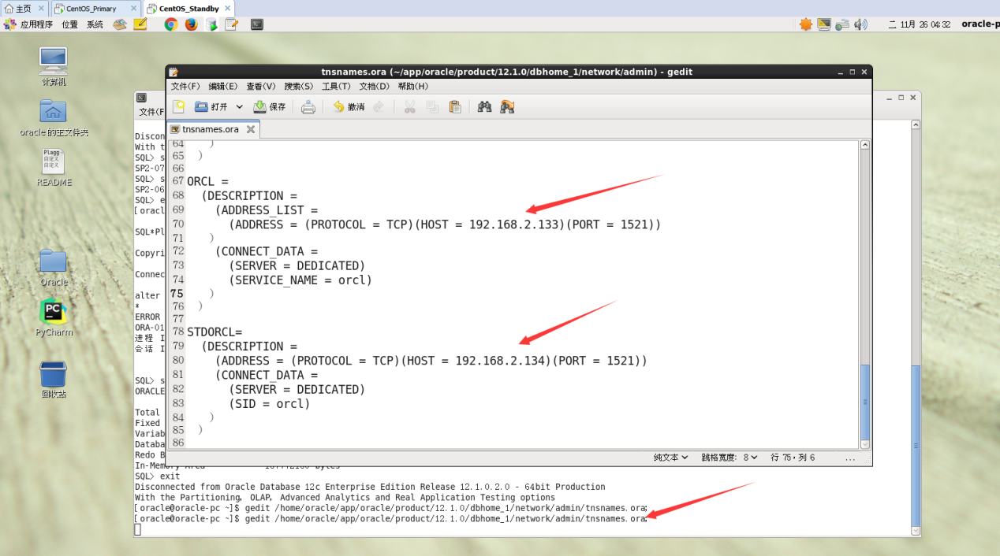 主页 CentOS_Primary CentOS_Standby
应用程序 位置 系统 二 11月 26 04:32 oracle-p
计算机
oracle 的主文件夹
Plagg
自定义
自定义
README
Oracle
PC
PyCharm
回收站
tnsnames.ora (~/app/oracle/product/12.1.0/dbhome_1/network/admin) - gedit
文件(F) 编辑(E) 查看(V) 搜索(S) 工具(T) 文档(D) 帮助(H)
打开 保存 撤消
tnsnames.ora
64 )
65 )
66
67 ORCL =
68 (DESCRIPTION =
69 (ADDRESS_LIST =
70 (ADDRESS = (PROTOCOL = TCP)(HOST = 192.168.2.133)(PORT = 1521))
71 )
72 (CONNECT_DATA =
73 (SERVER = DEDICATED)
74 (SERVICE_NAME = orcl)
75 )
76 )
77
78 STDORCL=
79 (DESCRIPTION =
80 (ADDRESS = (PROTOCOL = TCP)(HOST = 192.168.2.134)(PORT = 1521))
81 (CONNECT_DATA =
82 (SERVER = DEDICATED)
83 (SID = orcl)
84 )
85 )
86
纯文本 跳格宽度: 8 行 75，列 6
文件(F
Discon
With t
SQL> s
SP2-07
SQL> s
SP2-06
SQL> e
[oracl
SQL*Pl
Copyri
Connec
alter
*
ERROR
ORA-01
进程 I
会话 I
SQL> s
ORACLE
Total
Fixed
Variab
Databa
Redo B
SQL> exit
Disconnected from Oracle Database 12c Enterprise Edition Release 12.1.0.2.0 - 64bit Production
With the Partitioning, OLAP, Advanced Analytics and Real Application Testing options
[oracle@oracle-pc ~]$ gedit /home/oracle/app/oracle/product/12.1.0/dbhome_1/network/admin/tnsnames.ora;
[oracle@oracle-pc ~]$ gedit /home/oracle/app/oracle/product/12.1.0/dbhome_1/network/admin/tnsnames.ora;